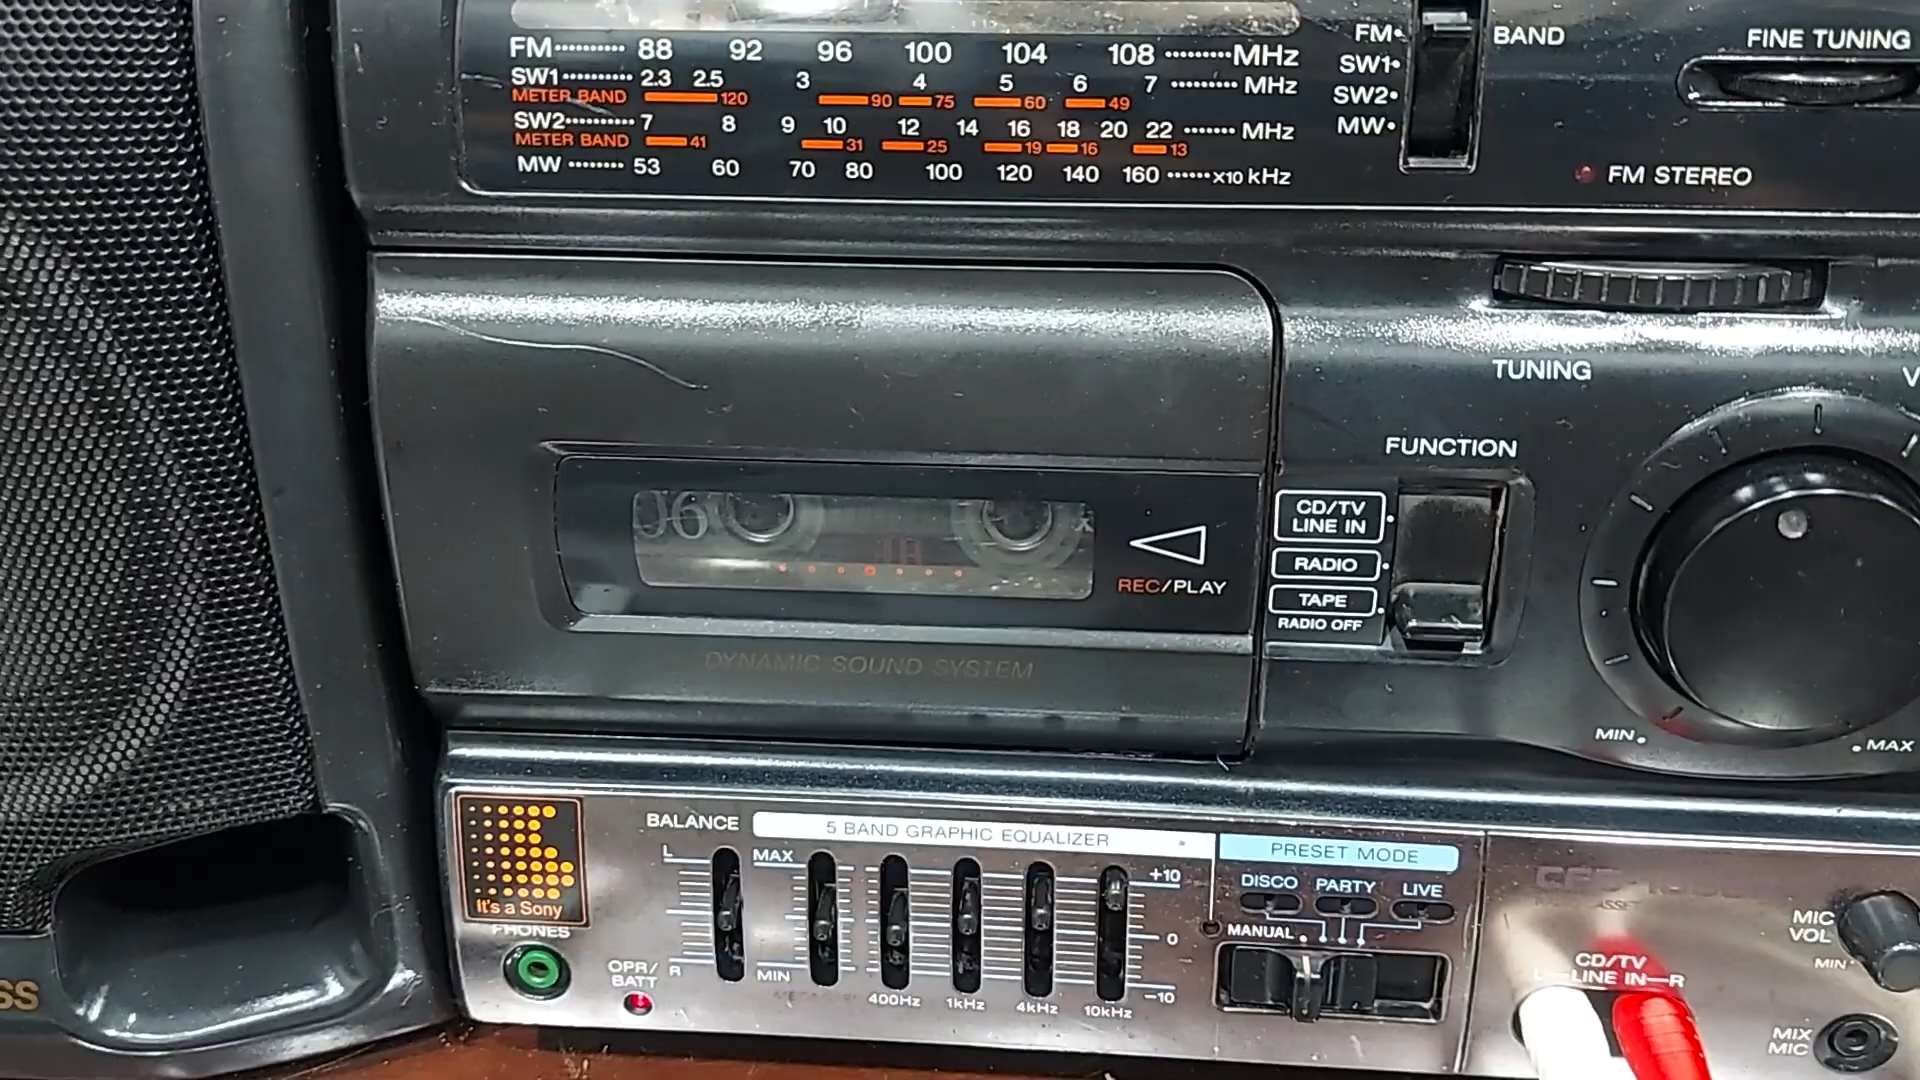 FM 88 92 96 100 104 108 MHz
SW1 2.3 2.5 3 4 5 6 7 MHz
METER BAND 120 90 75 60 49
SW2 7 8 9 10 12 14 16 18 20 22 MHz
METER BAND 41 31 25 19 16 13
MW 53 60 70 80 100 120 140 160 x10 kHz
FM
SW1
SW2
MW
BAND
FINE TUNING
FM STEREO
TUNING
V
FUNCTION
CD/TV
LINE IN
RADIO
TAPE
RADIO OFF
06
REC/PLAY
DYNAMIC SOUND SYSTEM
MIN
MAX
It's a Sony
PHONES
OPR/
BATT
BALANCE
L
R
5 BAND GRAPHIC EQUALIZER
MAX
MIN
+10
0
-10
400Hz 1kHz 4kHz 10kHz
PRESET MODE
DISCO PARTY LIVE
MANUAL
CD/TV
L—LINE IN—R
MIC
VOL
MIN
MIX
MIC
SS